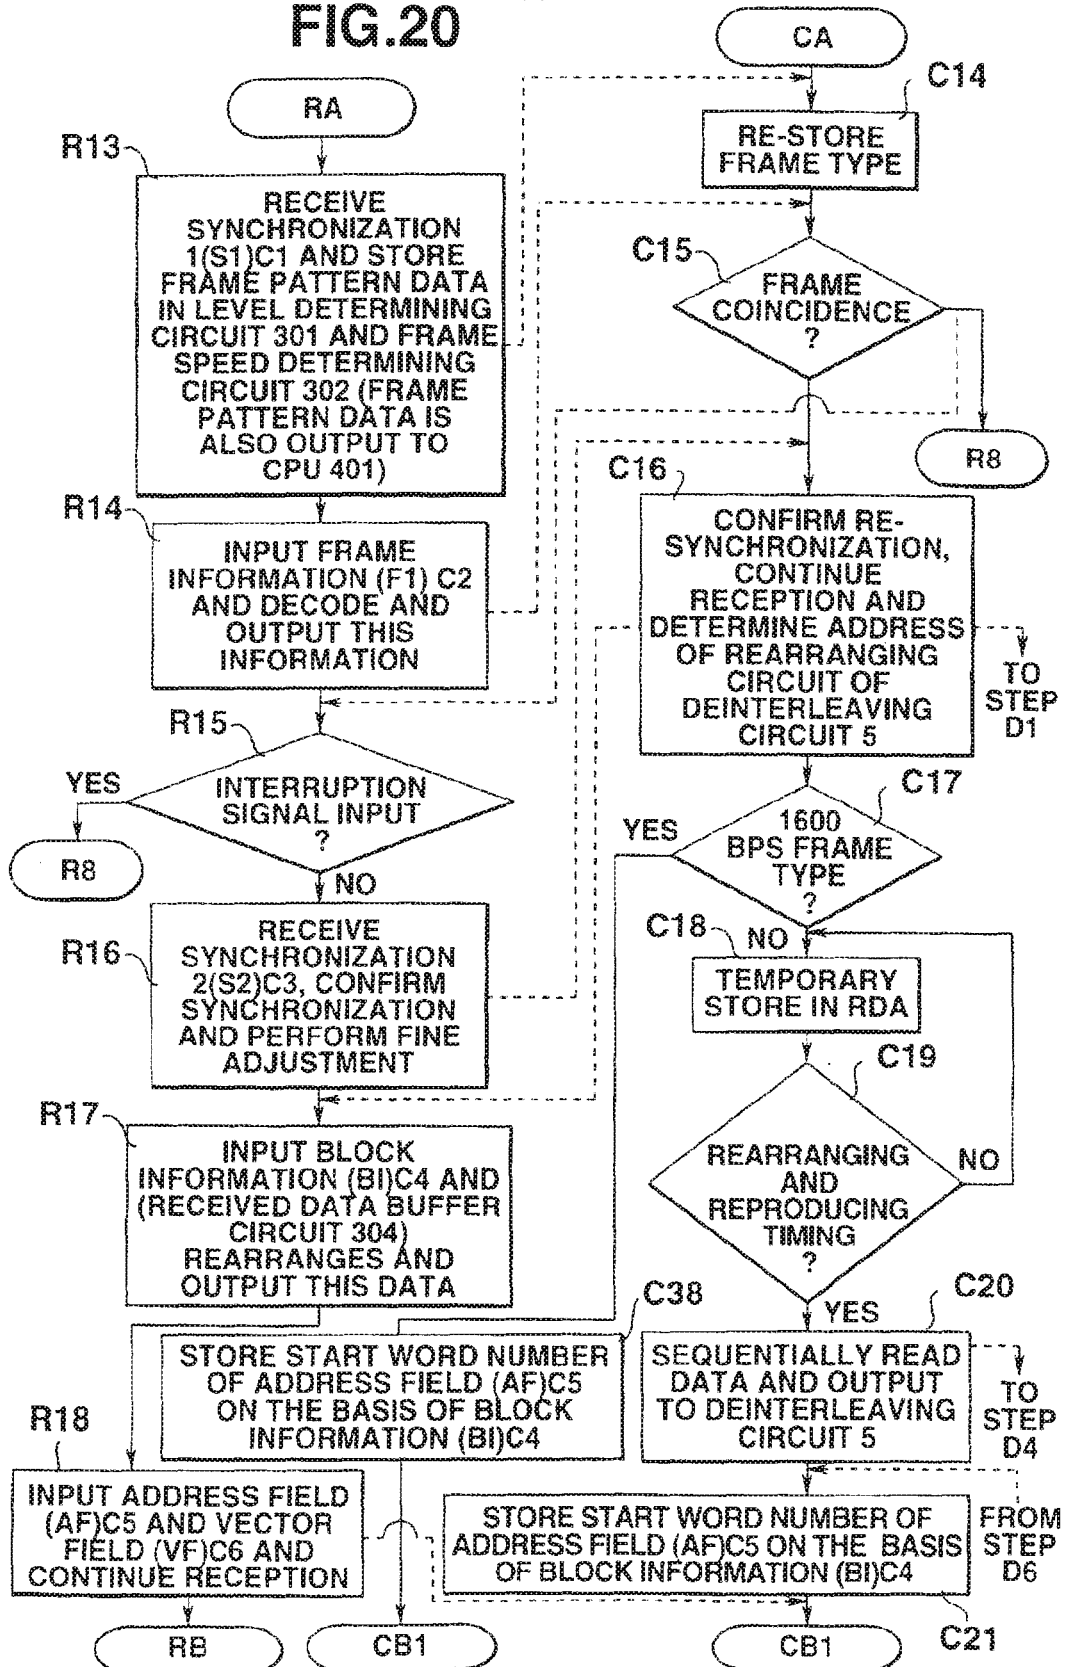 FIG.20
RA
R13
RECEIVE
SYNCHRONIZATION
1(S1)C1 AND STORE
FRAME PATTERN DATA
IN LEVEL DETERMINING
CIRCUIT 301 AND FRAME
SPEED DETERMINING
CIRCUIT 302 (FRAME
PATTERN DATA IS
ALSO OUTPUT TO
CPU 401)
R14
INPUT FRAME
INFORMATION (F1) C2
AND DECODE AND
OUTPUT THIS
INFORMATION
R15
INTERRUPTION
SIGNAL INPUT
?
YES
R8
NO
R16
RECEIVE
SYNCHRONIZATION
2(S2)C3, CONFIRM
SYNCHRONIZATION
AND PERFORM FINE
ADJUSTMENT
R17
INPUT BLOCK
INFORMATION (BI)C4 AND
(RECEIVED DATA BUFFER
CIRCUIT 304)
REARRANGES AND
OUTPUT THIS DATA
R18
INPUT ADDRESS FIELD
(AF)C5 AND VECTOR
FIELD (VF)C6 AND
CONTINUE RECEPTION
RB
CA
C14
RE-STORE
FRAME TYPE
C15
FRAME
COINCIDENCE
?
R8
C16
CONFIRM RE-
SYNCHRONIZATION,
CONTINUE
RECEPTION AND
DETERMINE ADDRESS
OF REARRANGING
CIRCUIT OF
DEINTERLEAVING
CIRCUIT 5
TO
STEP
D1
C17
1600
BPS FRAME
TYPE
?
YES
NO
C18
TEMPORARY
STORE IN RDA
C19
REARRANGING
AND
REPRODUCING
TIMING
?
NO
YES
C38
STORE START WORD NUMBER
OF ADDRESS FIELD (AF)C5
ON THE BASIS OF BLOCK
INFORMATION (BI)C4
CB1
C20
SEQUENTIALLY READ
DATA AND OUTPUT
TO DEINTERLEAVING
CIRCUIT 5
TO
STEP
D4
FROM
STEP
D6
STORE START WORD NUMBER OF
ADDRESS FIELD (AF)C5 ON THE BASIS
OF BLOCK INFORMATION (BI)C4
C21
CB1